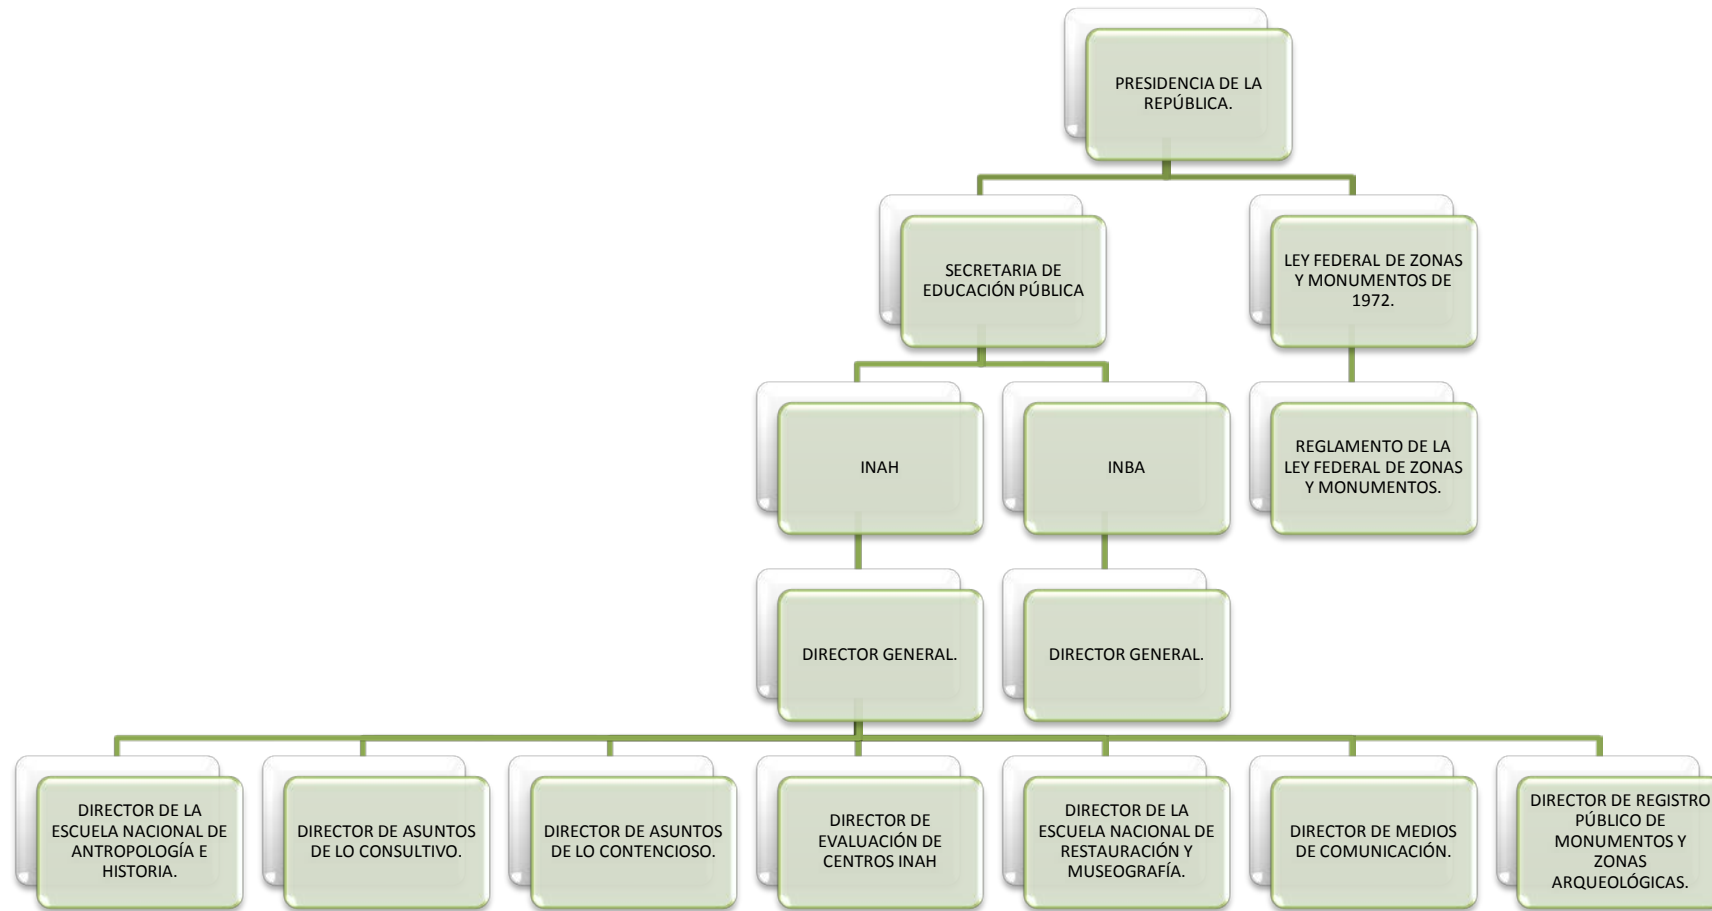 PRESIDENCIA DE LA
REPÚBLICA.
SECRETARIA DE
EDUCACIÓN PÚBLICA
LEY FEDERAL DE ZONAS
Y MONUMENTOS DE
1972.
INAH
INBA
REGLAMENTO DE LA
LEY FEDERAL DE ZONAS
Y MONUMENTOS.
DIRECTOR GENERAL.
DIRECTOR GENERAL.
DIRECTOR DE LA
ESCUELA NACIONAL DE
ANTROPOLOGÍA E
HISTORIA.
DIRECTOR DE ASUNTOS
DE LO CONSULTIVO.
DIRECTOR DE ASUNTOS
DE LO CONTENCIOSO.
DIRECTOR DE
EVALUACIÓN DE
CENTROS INAH
DIRECTOR DE LA
ESCUELA NACIONAL DE
RESTAURACIÓN Y
MUSEOGRAFÍA.
DIRECTOR DE MEDIOS
DE COMUNICACIÓN.
DIRECTOR DE REGISTRO
PÚBLICO DE
MONUMENTOS Y
ZONAS
ARQUEOLÓGICAS.